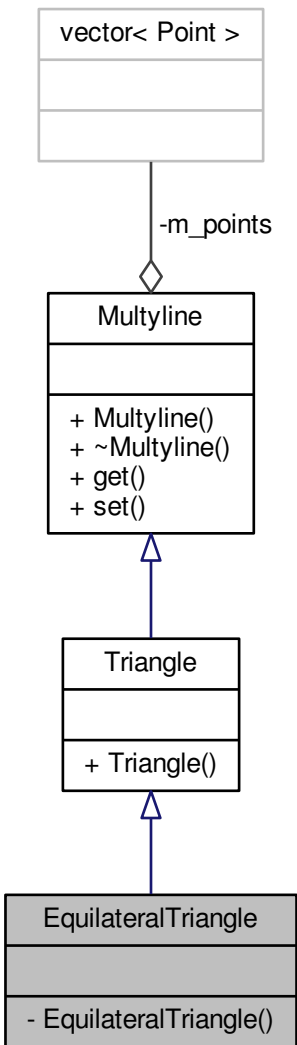 vector< Point >
-m_points
Multyline
+ Multyline()
+ ~Multyline()
+ get()
+ set()
Triangle
+ Triangle()
EquilateralTriangle
- EquilateralTriangle()